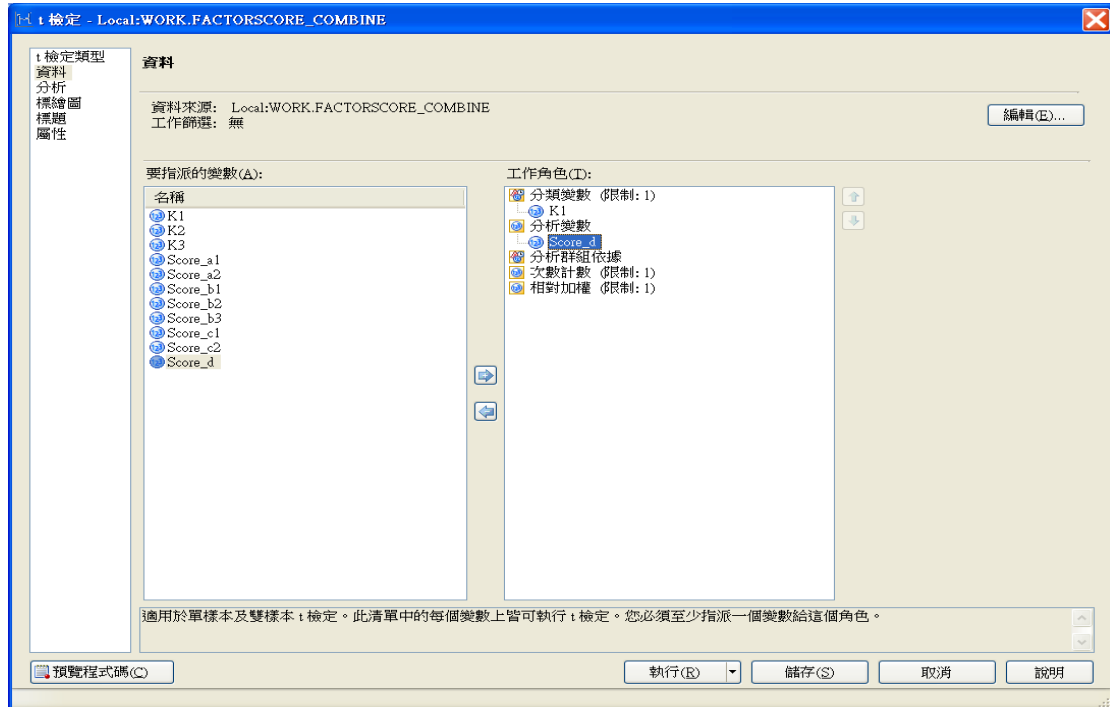 t 檢定 - Local:WORK.FACTORSCORE_COMBINE
t 檢定類型
資料
分析
標繪圖
標題
屬性
資料
資料來源: Local:WORK.FACTORSCORE_COMBINE
工作篩選: 無
編輯(E)...
要指派的變數(A):
名稱
K1
K2
K3
Score_a1
Score_a2
Score_b1
Score_b2
Score_b3
Score_c1
Score_c2
Score_d
工作角色(T):
分類變數 (限制: 1)
K1
分析變數
Score_d
分析群組依據
次數計數 (限制: 1)
相對加權 (限制: 1)
適用於單樣本及雙樣本 t 檢定。此清單中的每個變數上皆可執行 t 檢定。您必須至少指派一個變數給這個角色。
預覽程式碼(C)
執行(R)
儲存(S)
取消
說明